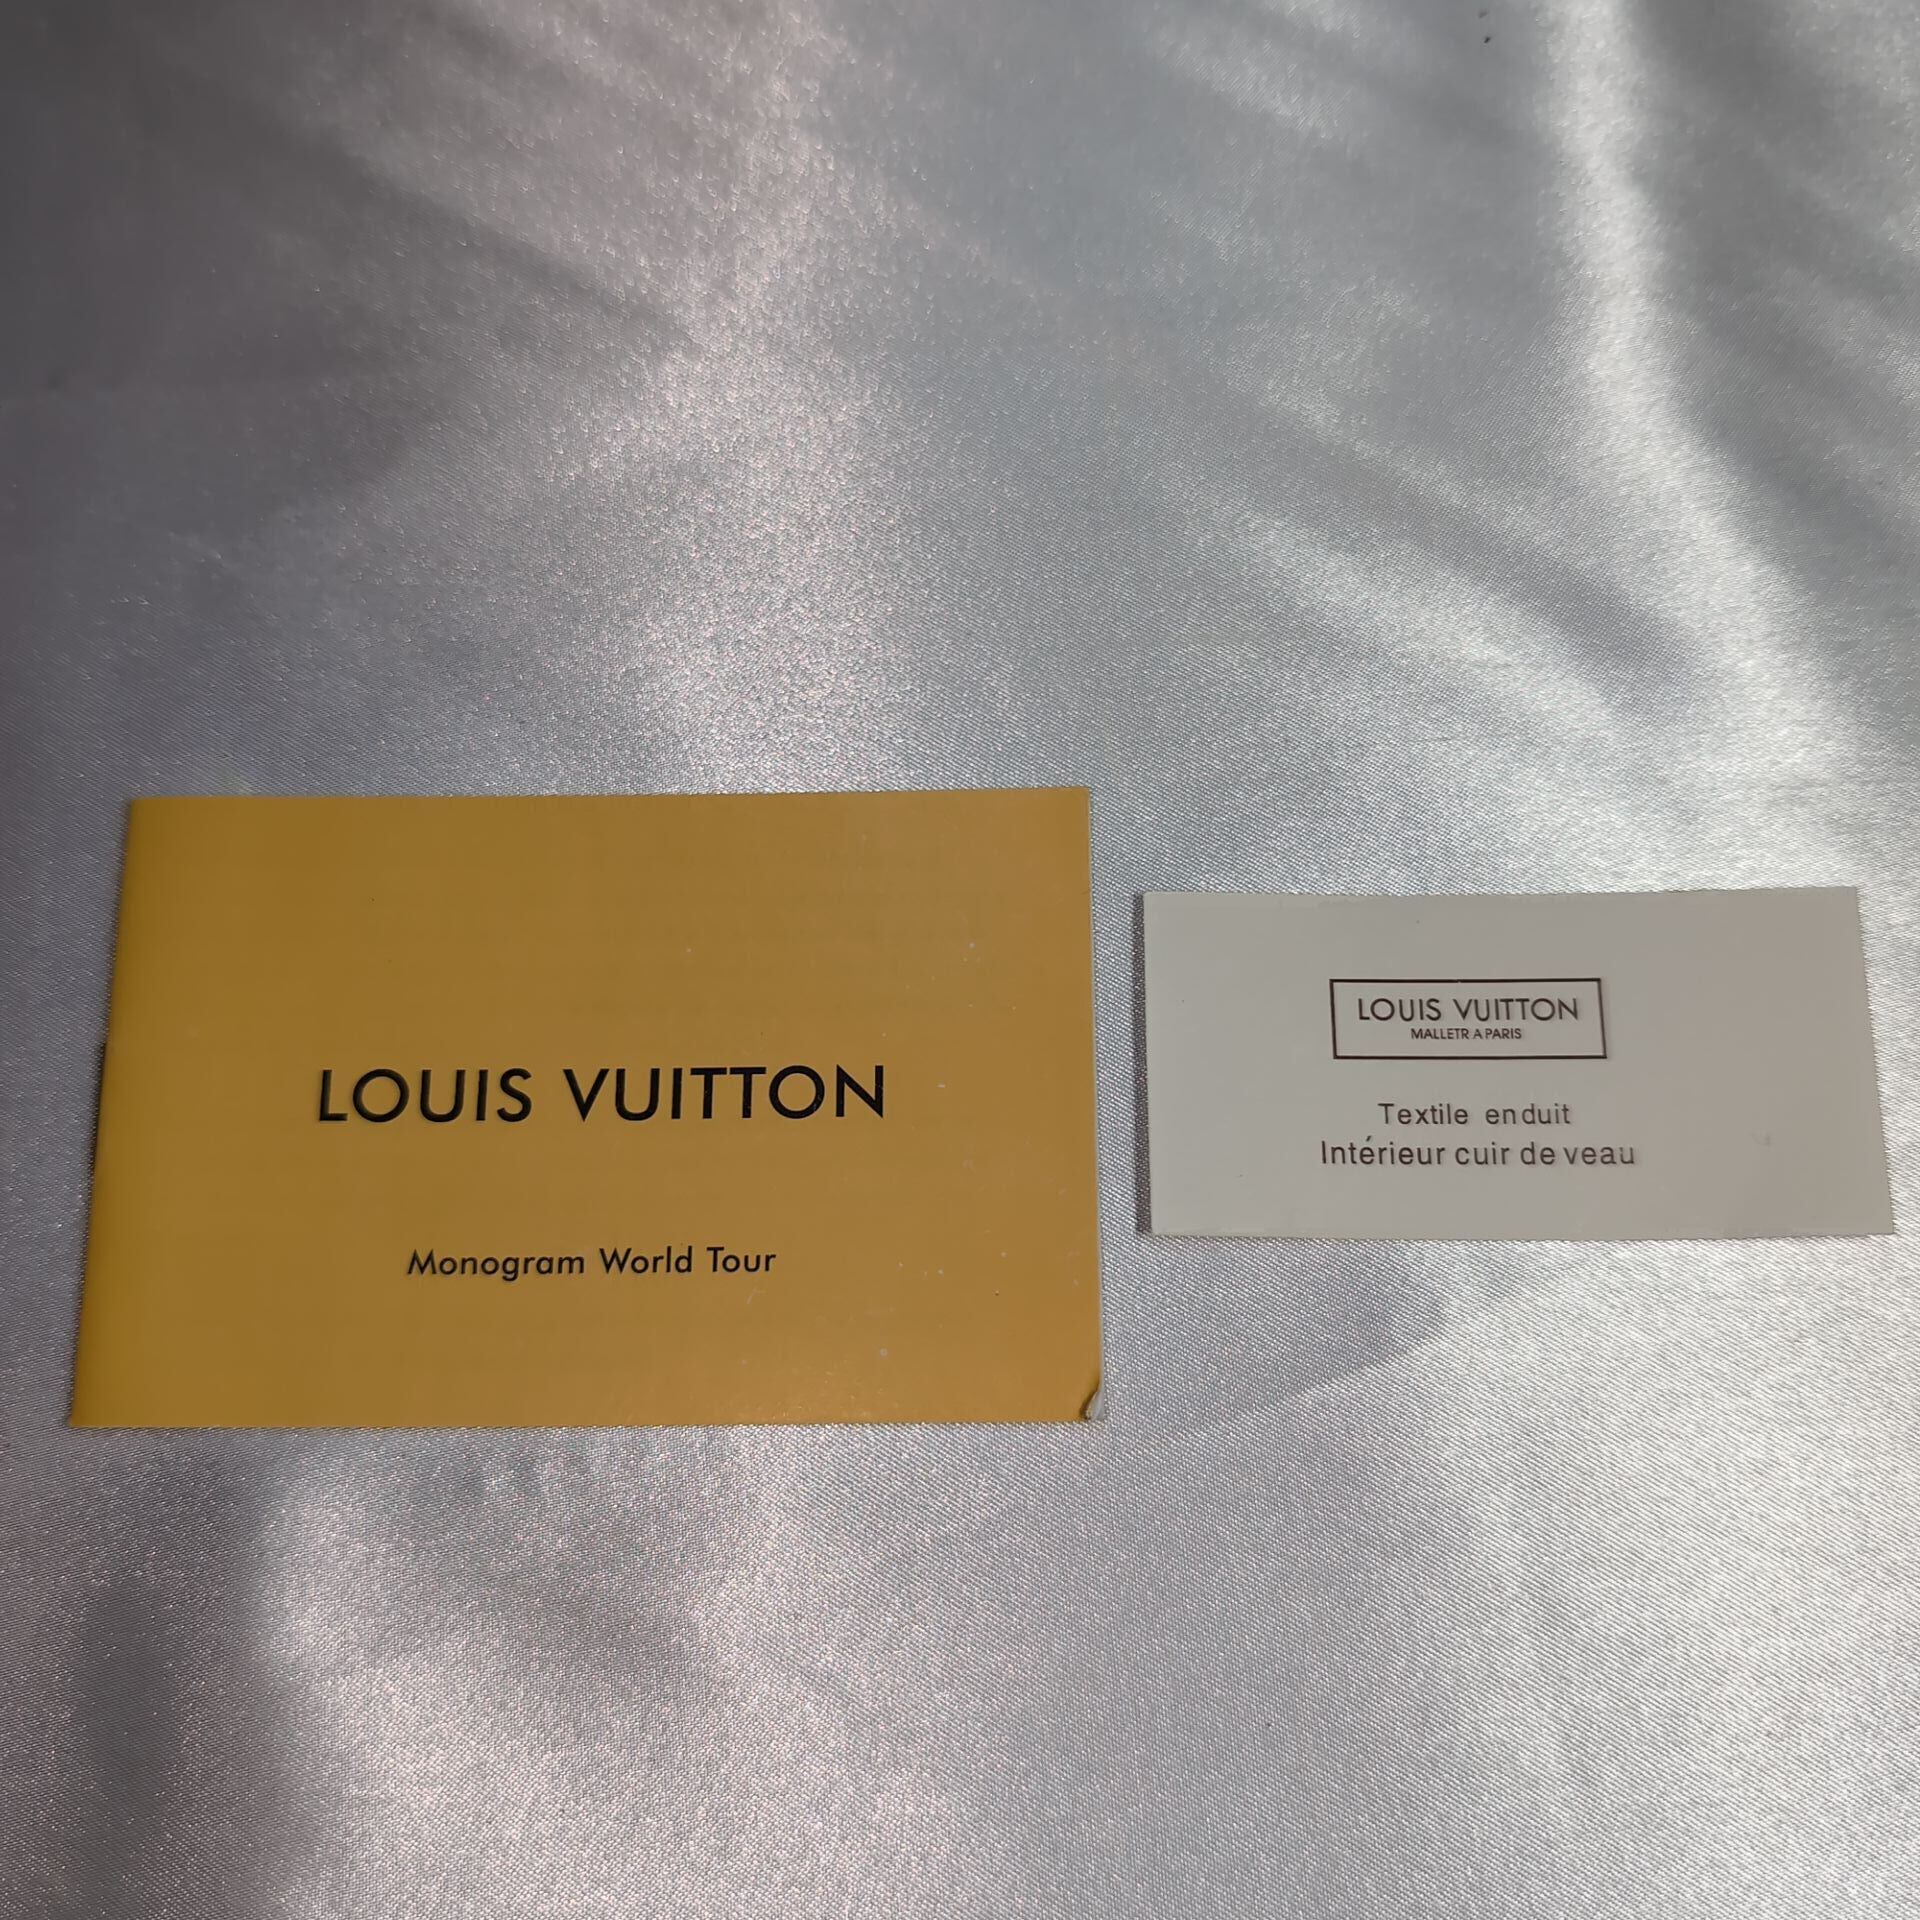 LOUIS VUITTON
Monogram World Tour
LOUIS VUITTON
MALLETR A PARIS
Textile enduit
Intérieur cuir de veau